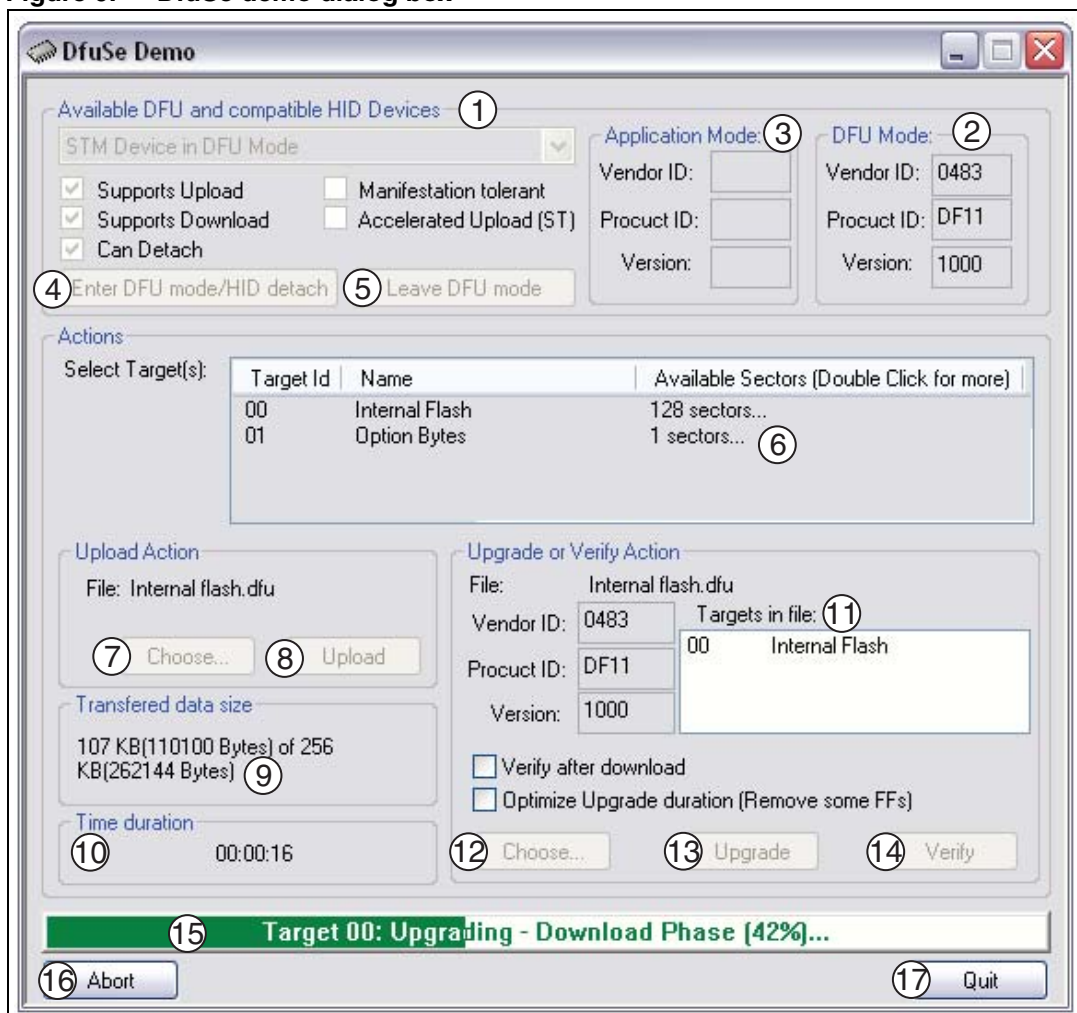 DfuSe Demo
Available DFU and compatible HID Devices 1
STM Device in DFU Mode
Supports Upload
Manifestation tolerant
Supports Download
Accelerated Upload (ST)
Can Detach
4 Enter DFU mode/HID detach
5 Leave DFU mode
Application Mode: 3
Vendor ID:
Procuct ID:
Version:
DFU Mode: 2
Vendor ID: 0483
Procuct ID: DF11
Version: 1000
Actions
Select Target(s):
Target Id Name Available Sectors (Double Click for more)
00 Internal Flash 128 sectors...
01 Option Bytes 1 sectors... 6
Upload Action
File: Internal flash.dfu
7 Choose... 8 Upload
Transfered data size
107 KB(110100 Bytes) of 256
KB(262144 Bytes) 9
Time duration
10 00:00:16
Upgrade or Verify Action
File: Internal flash.dfu
Vendor ID: 0483
Procuct ID: DF11
Version: 1000
Targets in file: 11
00 Internal Flash
Verify after download
Optimize Upgrade duration (Remove some FFs)
12 Choose... 13 Upgrade 14 Verify
15 Target 00: Upgrading - Download Phase (42%)...
16 Abort 17 Quit